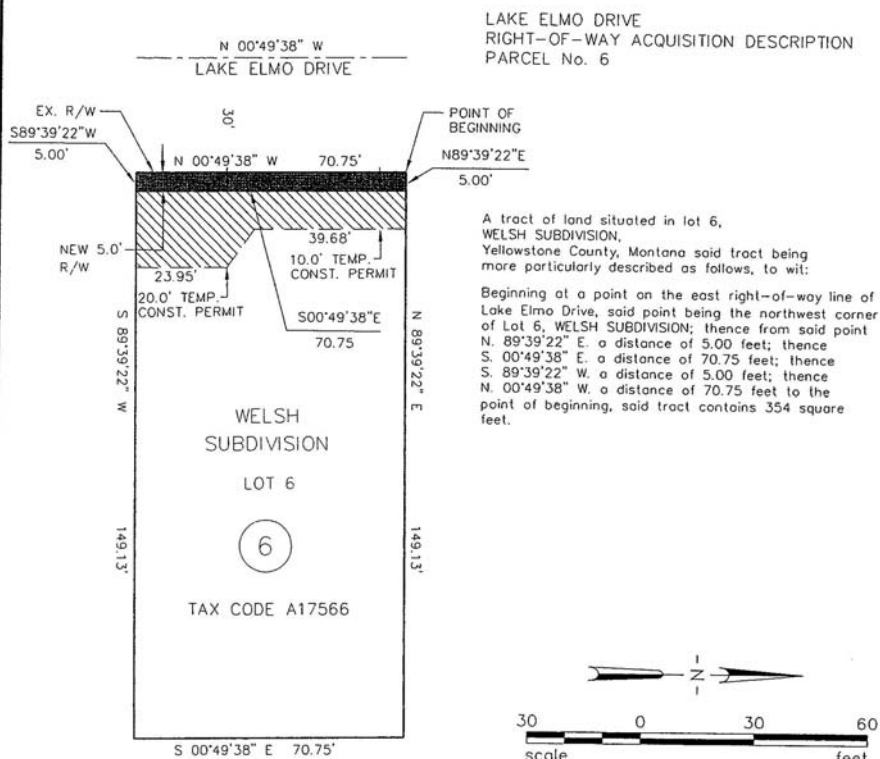 LAKE ELMO DRIVE
RIGHT-OF-WAY ACQUISITION DESCRIPTION
PARCEL No. 6
N 00°49'38" W
LAKE ELMO DRIVE
EX. R/W
30'
POINT OF
BEGINNING
S89°39'22"W
5.00'
N 00°49'38" W 70.75'
N89°39'22"E
5.00'
NEW 5.0'
R/W
23.95'
20.0' TEMP.
CONST. PERMIT
39.68'
10.0' TEMP.
CONST. PERMIT
S00°49'38"E
70.75
S 89°39'22" W
149.13'
N 89°39'22" E
149.13'
WELSH
SUBDIVISION
LOT 6
6
TAX CODE A17566
S 00°49'38" E 70.75'
A tract of land situated in lot 6,
WELSH SUBDIVISION,
Yellowstone County, Montana said tract being
more particularly described as follows, to wit:
Beginning at a point on the east right-of-way line of
Lake Elmo Drive, said point being the northwest corner
of Lot 6, WELSH SUBDIVISION; thence from said point
N. 89°39'22" E. a distance of 5.00 feet; thence
S. 00°49'38" E. a distance of 70.75 feet; thence
S. 89°39'22" W. a distance of 5.00 feet; thence
N. 00°49'38" W. a distance of 70.75 feet to the
point of beginning, said tract contains 354 square
feet.
N
30 0 30 60
scale feet